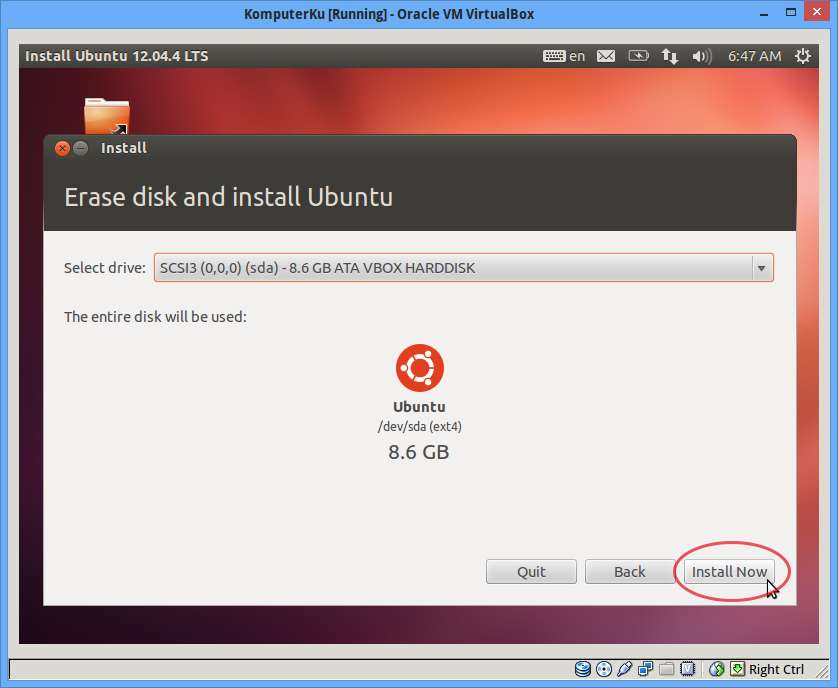 KomputerKu [Running] - Oracle VM VirtualBox
Install Ubuntu 12.04.4 LTS
en
6:47 AM
Install
Erase disk and install Ubuntu
Select drive:
SCSI3 (0,0,0) (sda) - 8.6 GB ATA VBOX HARDDISK
The entire disk will be used:
Ubuntu
/dev/sda (ext4)
8.6 GB
Quit
Back
Install Now
Right Ctrl